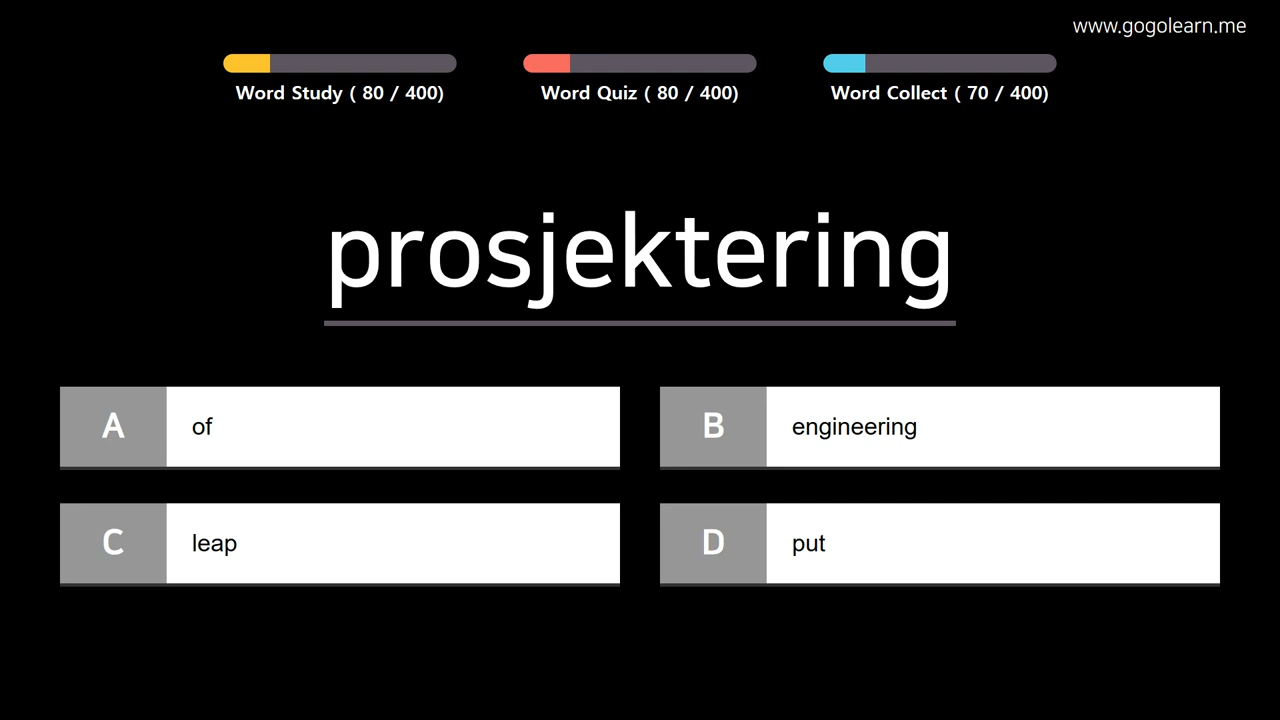 www.gogolearn.me
Word Study ( 80 / 400)
Word Quiz ( 80 / 400)
Word Collect ( 70 / 400)
prosjektering
A of
B engineering
C leap
D put